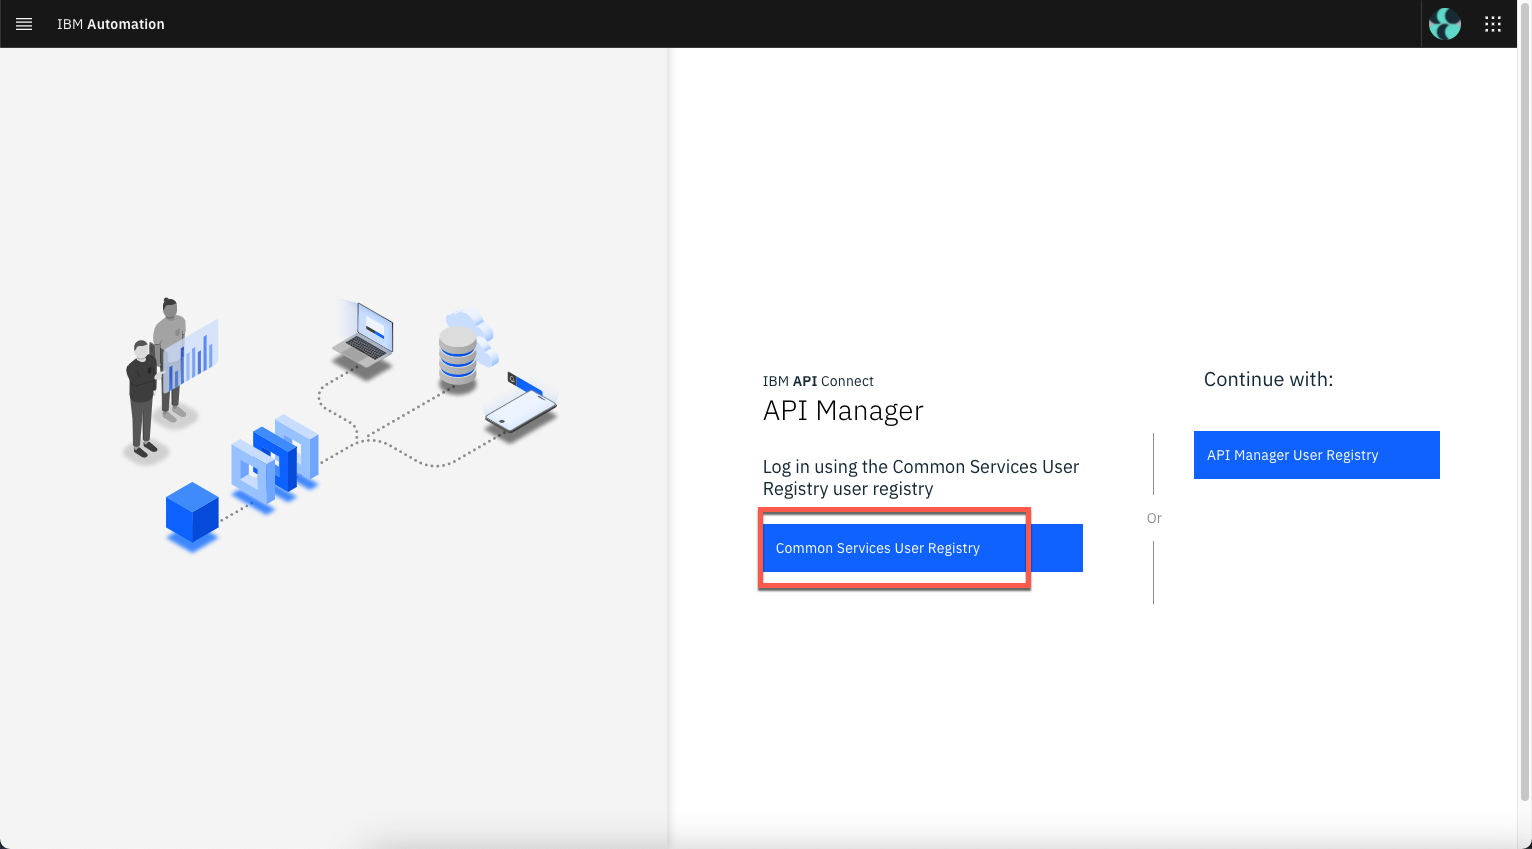 IBM Automation
IBM API Connect
API Manager
Log in using the Common Services User
Registry user registry
Common Services User Registry
Or
Continue with:
API Manager User Registry